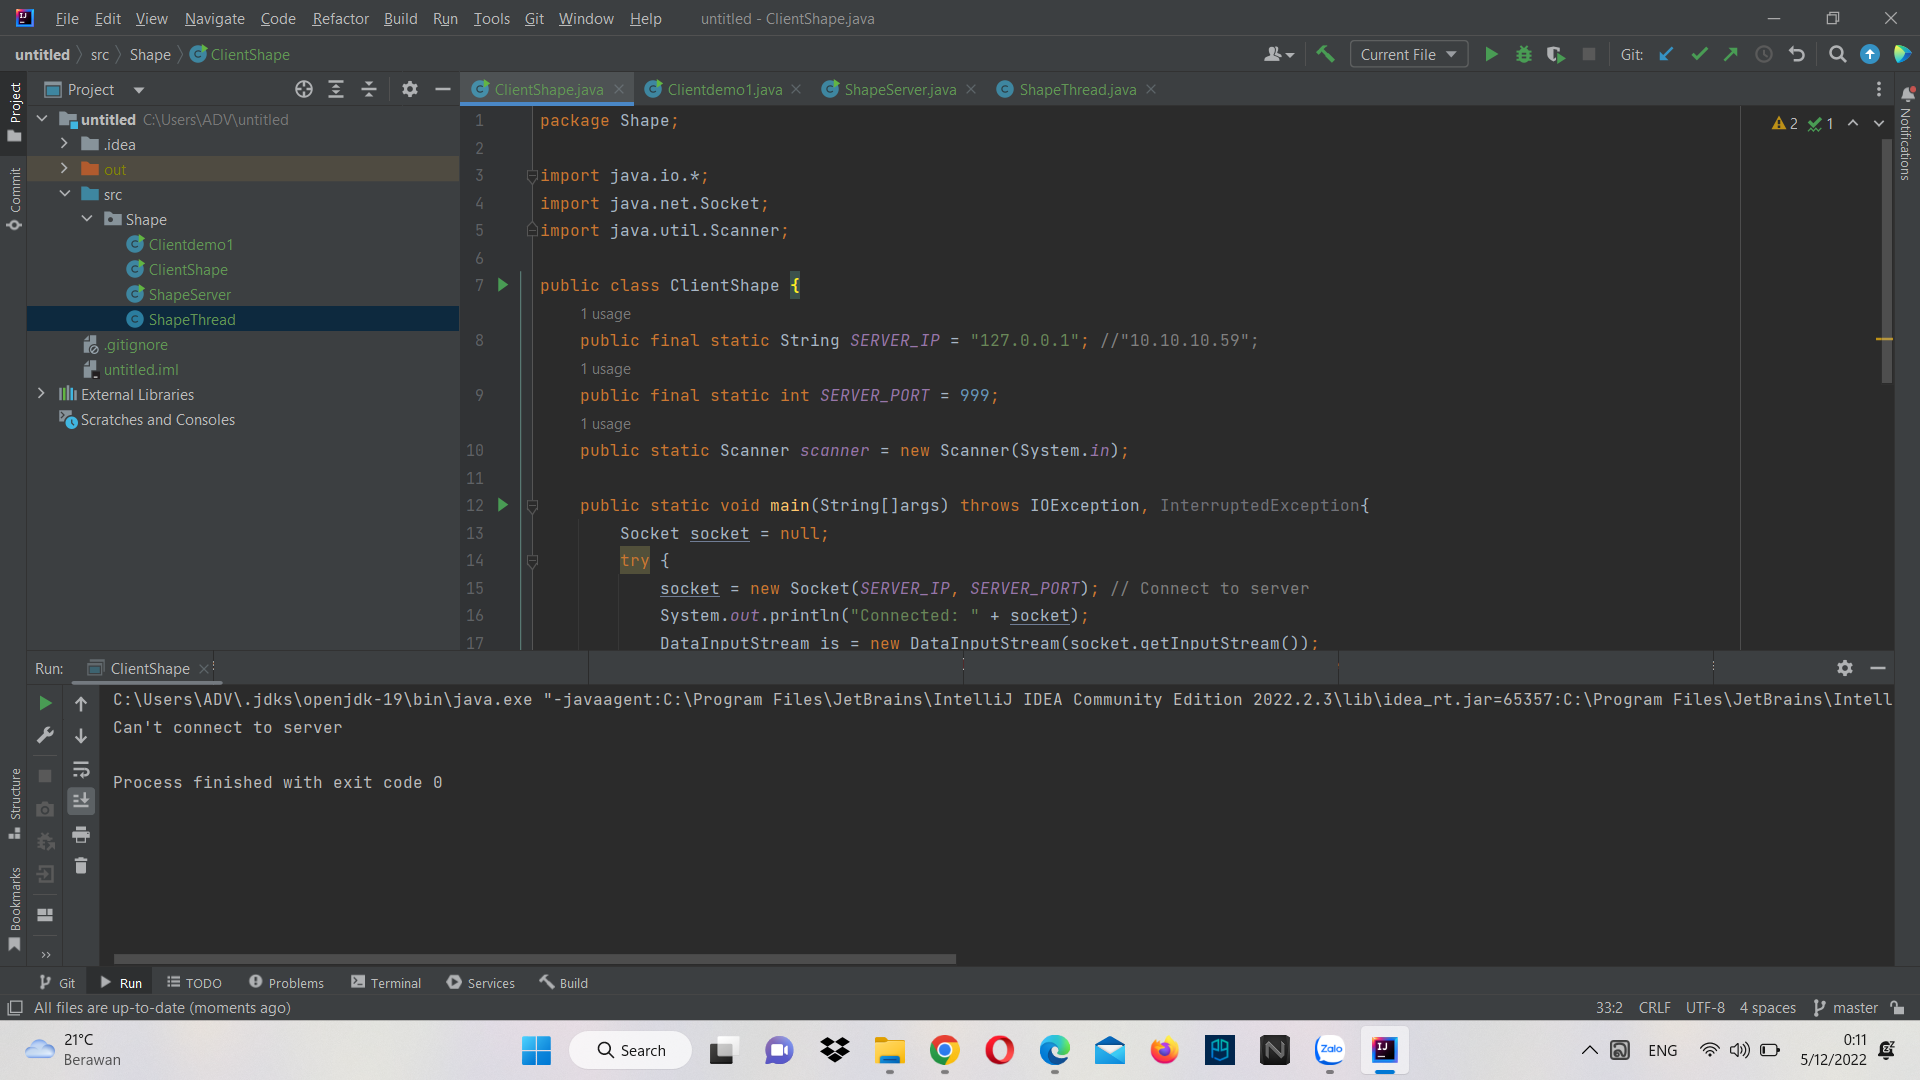 File Edit View Navigate Code Refactor Build Run Tools Git Window Help untitled - ClientShape.java
untitled src Shape ClientShape Current File Git:
Project
ClientShape.java Clientdemo1.java ShapeServer.java ShapeThread.java
Project
Commit
Structure
Bookmarks
Notifications
untitled C:\Users\ADV\untitled
.idea
out
src
Shape
Clientdemo1
ClientShape
ShapeServer
ShapeThread
.gitignore
untitled.iml
External Libraries
Scratches and Consoles
2 1
1 package Shape;
2
3 import java.io.*;
4 import java.net.Socket;
5 import java.util.Scanner;
6
7 public class ClientShape {
1 usage
8 public final static String SERVER_IP = "127.0.0.1"; //"10.10.10.59";
1 usage
9 public final static int SERVER_PORT = 999;
1 usage
10 public static Scanner scanner = new Scanner(System.in);
11
12 public static void main(String[]args) throws IOException, InterruptedException{
13 Socket socket = null;
14 try {
15 socket = new Socket(SERVER_IP, SERVER_PORT); // Connect to server
16 System.out.println("Connected: " + socket);
17 DataInputStream is = new DataInputStream(socket.getInputStream());
Run: ClientShape
C:\Users\ADV\.jdks\openjdk-19\bin\java.exe "-javaagent:C:\Program Files\JetBrains\IntelliJ IDEA Community Edition 2022.2.3\lib\idea_rt.jar=65357:C:\Program Files\JetBrains\Intell
Can't connect to server
Process finished with exit code 0
Git Run TODO Problems Terminal Services Build
All files are up-to-date (moments ago) 33:2 CRLF UTF-8 4 spaces master
21°C
Berawan
Search
Zalo
ENG
0:11
5/12/2022